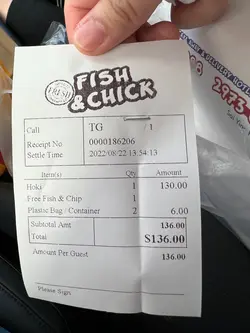 FRESH
FISH
& CHICK
Call TG 1
Receipt No 0000186206
Settle Time 2022/08/22 13:54:13
Item(s) Qty Amount
Hoki 1 130.00
Free Fish & Chip 1
Plastic Bag / Container 2 6.00
Subtotal Amt 136.00
Total $136.00
Amount Per Guest 136.00
Please Sign